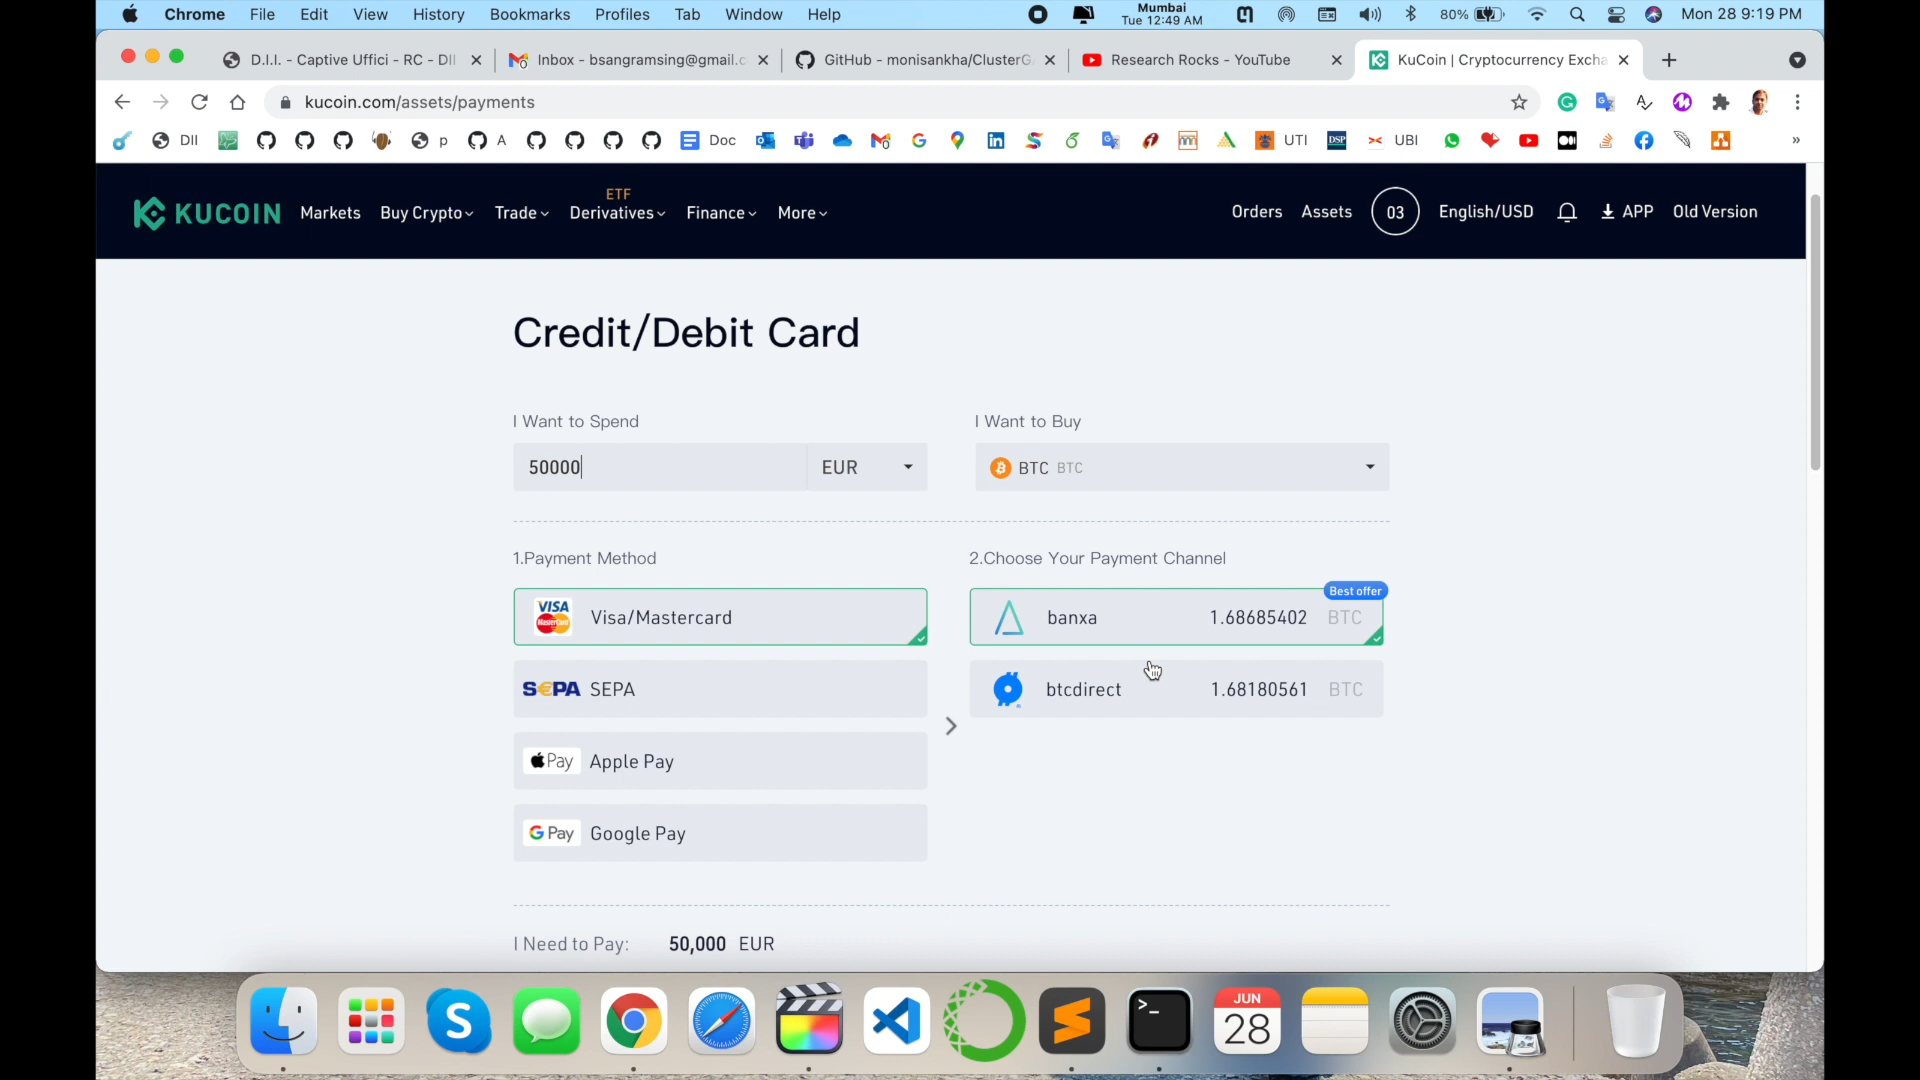 Chrome File Edit View History Bookmarks Profiles Tab Window Help
Mumbai
Tue 12:49 AM
80%
Mon 28 9:19 PM
D.I.I. - Captive Uffici - RC - DII
Inbox - bsangramsing@gmail.c
GitHub - monisankha/ClusterG
Research Rocks - YouTube
KuCoin | Cryptocurrency Excha
kucoin.com/assets/payments
DII p A Doc UTI DSP UBI »
KUCOIN Markets Buy Crypto Trade ETF Derivatives Finance More
Orders Assets 03 English/USD APP Old Version
Credit/Debit Card
I Want to Spend
I Want to Buy
50000 EUR
BTC BTC
1.Payment Method
2.Choose Your Payment Channel
VISA MasterCard Visa/Mastercard
Best offer
banxa 1.68685402 BTC
S€PA SEPA
btcdirect 1.68180561 BTC
Pay Apple Pay
G Pay Google Pay
I Need to Pay: 50,000 EUR
S
>_
JUN
28